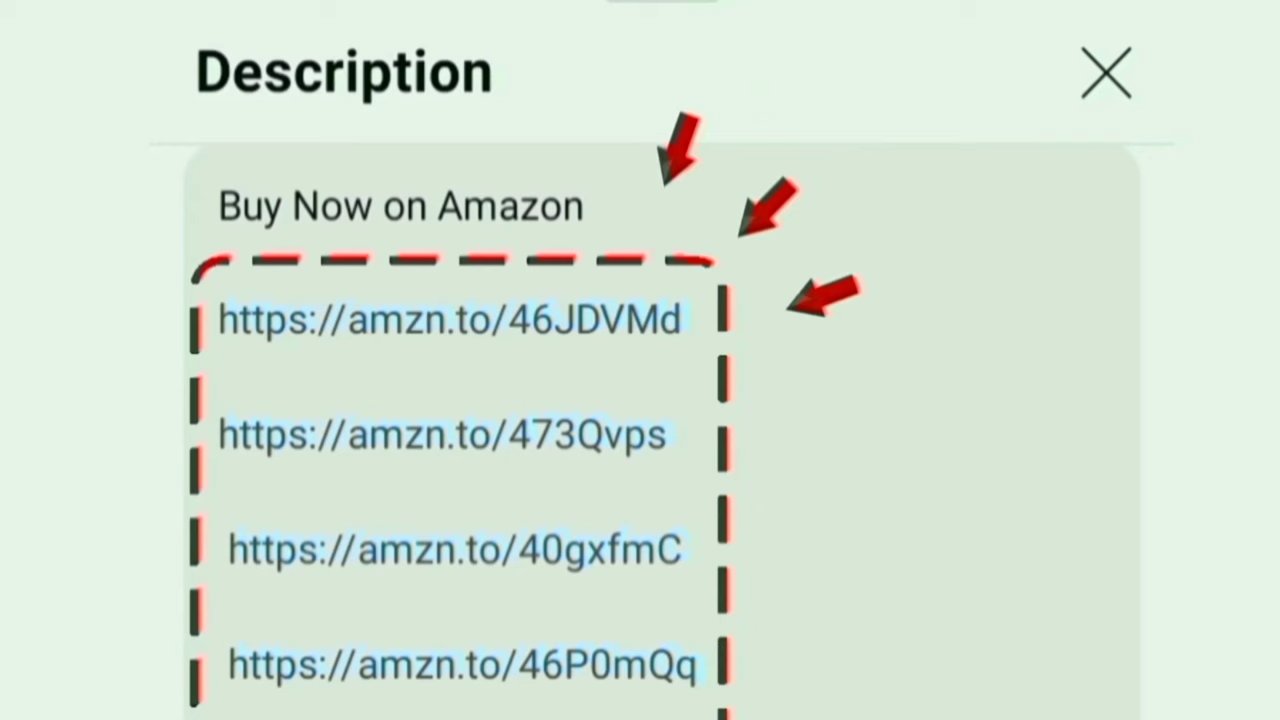 Description
Buy Now on Amazon
https://amzn.to/46JDVMd
https://amzn.to/473Qvps
https://amzn.to/40gxfmC
https://amzn.to/46P0mQq